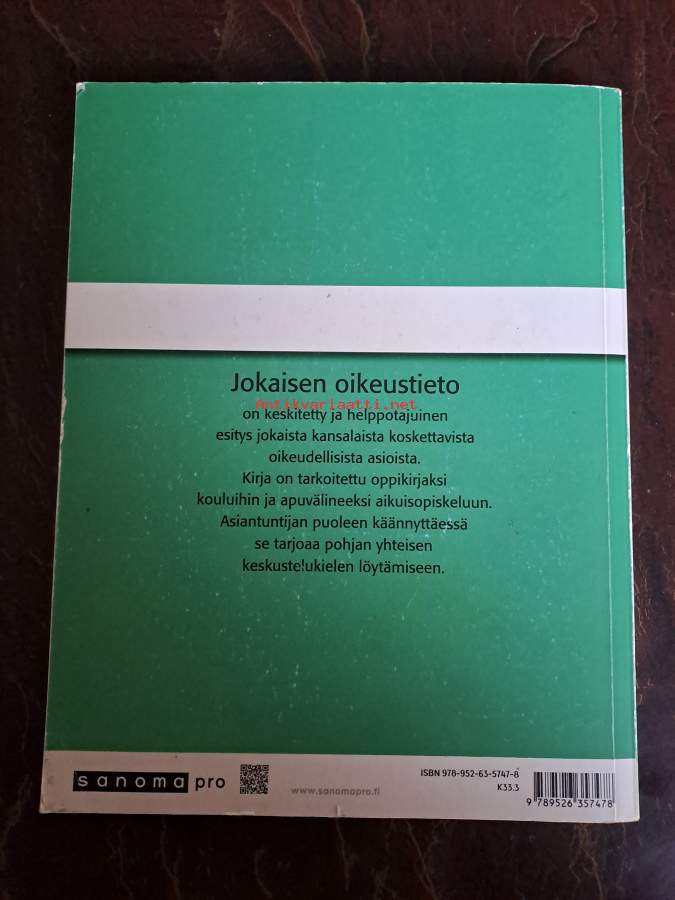 Jokaisen oikeustieto
Antikvariaatti.net
on keskitetty ja helppotajuinen
esitys jokaista kansalaista koskettavista
oikeudellisista asioista.
Kirja on tarkoitettu oppikirjaksi
kouluihin ja apuvälineeksi aikuisopiskeluun.
Asiantuntijan puoleen käännyttäessä
se tarjoaa pohjan yhteisen
keskustelukielen löytämiseen.
sanoma pro
www.sanomapro.fi
ISBN 978-952-63-5747-8
K33.3
9 789526 357478